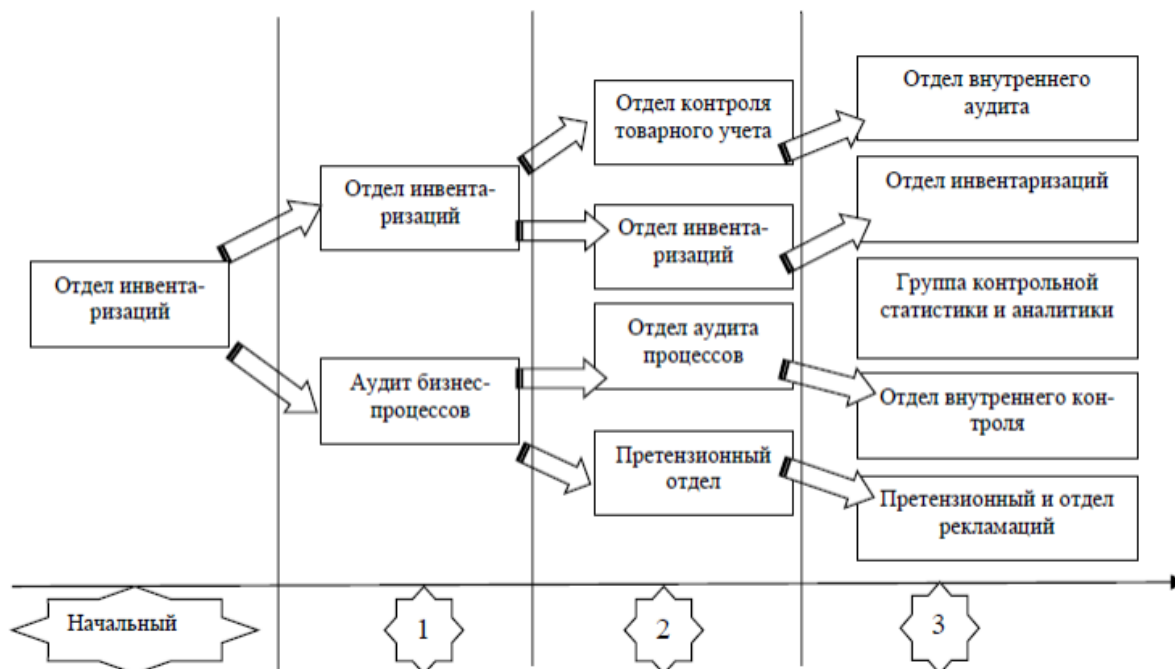 Отдел инвента-
ризаций
Отдел инвента-
ризаций
Аудит бизнес-
процессов
Отдел контроля
товарного учета
Отдел инвента-
ризаций
Отдел аудита
процессов
Претензионный
отдел
Отдел внутреннего
аудита
Отдел инвентаризаций
Группа контрольной
статистики и аналитики
Отдел внутреннего кон-
троля
Претензионный и отдел
рекламаций
Начальный
1
2
3